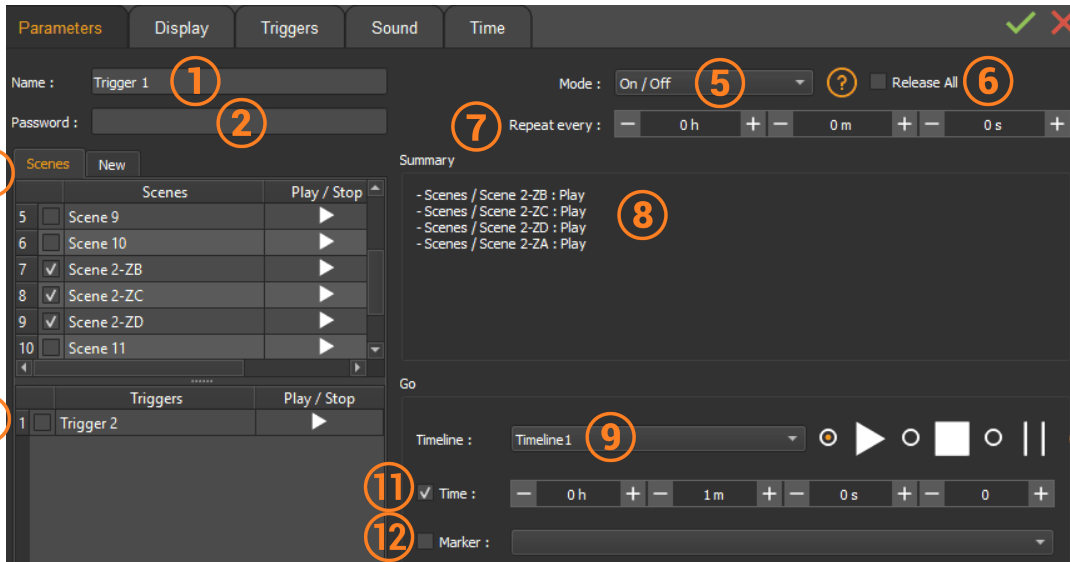 Parameters Display Triggers Sound Time
Name : Trigger 1 1 Mode : On / Off 5 ? Release All 6
Password : 2 7 Repeat every : − 0 h + − 0 m + − 0 s +
Scenes New Summary
Scenes Play / Stop
5 Scene 9
6 Scene 10
7 Scene 2-ZB
8 Scene 2-ZC
9 Scene 2-ZD
10 Scene 11
- Scenes / Scene 2-ZB : Play
- Scenes / Scene 2-ZC : Play
- Scenes / Scene 2-ZD : Play
- Scenes / Scene 2-ZA : Play
8
Triggers Play / Stop
1 Trigger 2
Go
Timeline : Timeline1 9
11 Time : − 0 h + − 1 m + − 0 s + − 0 +
12 Marker :